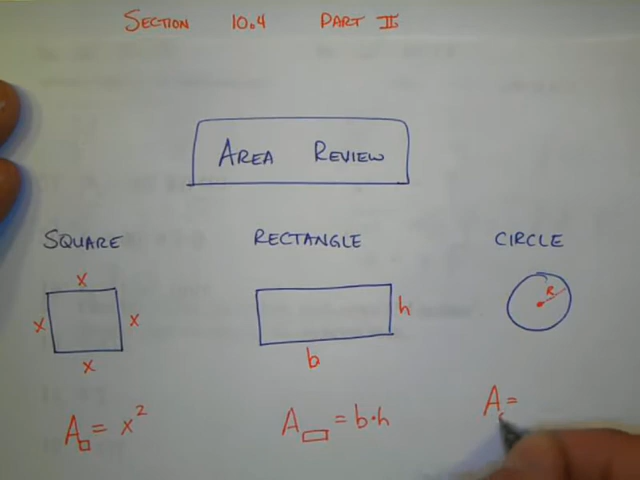 SECTION 10.4 PART II
AREA REVIEW
SQUARE RECTANGLE CIRCLE
x
x x
x
h
b
R
A□ = x²
A▭ = b·h
A =